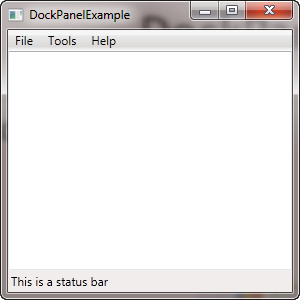 DockPanelExample
File Tools Help
This is a status bar